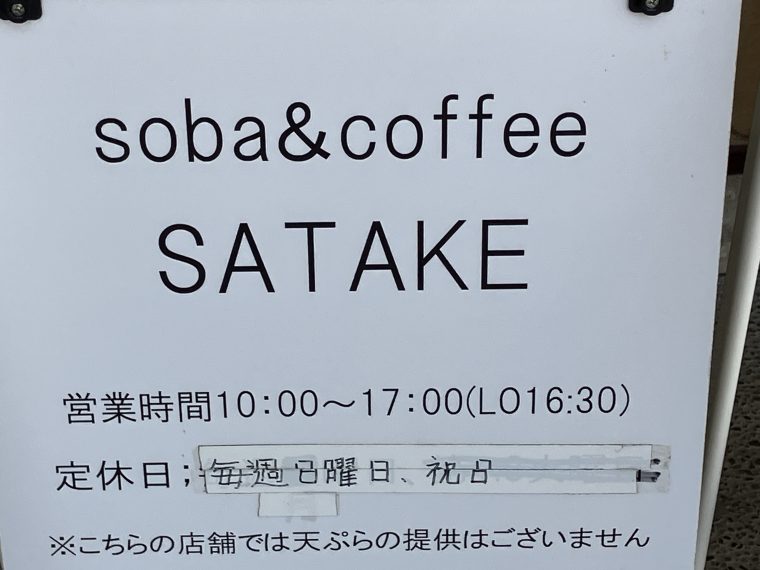 soba&coffee
SATAKE
営業時間10:00～17:00(LO16:30)
定休日;毎週日曜日、祝日
※こちらの店舗では天ぷらの提供はございません